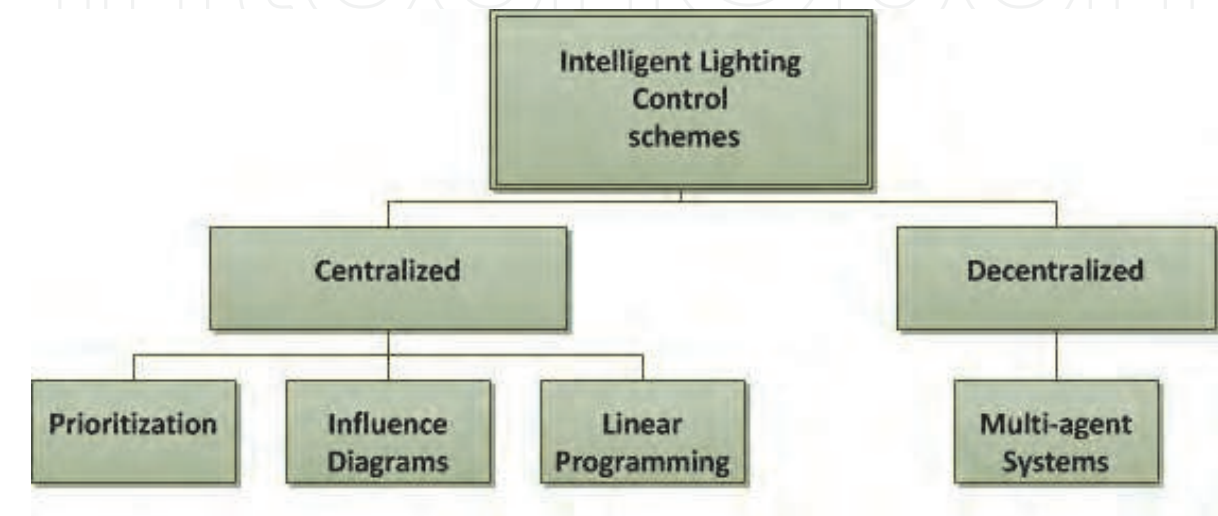 Intelligent Lighting
Control
schemes
Centralized
Decentralized
Prioritization
Influence
Diagrams
Linear
Programming
Multi-agent
Systems